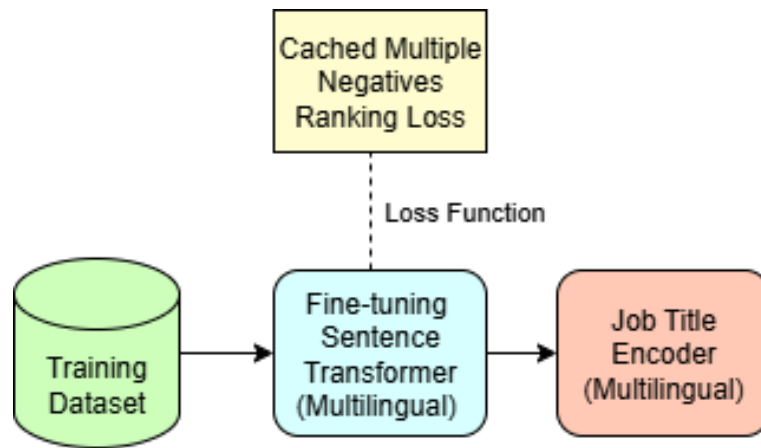 Cached Multiple
Negatives
Ranking Loss
Loss Function
Training
Dataset
Fine-tuning
Sentence
Transformer
(Multilingual)
Job Title
Encoder
(Multilingual)